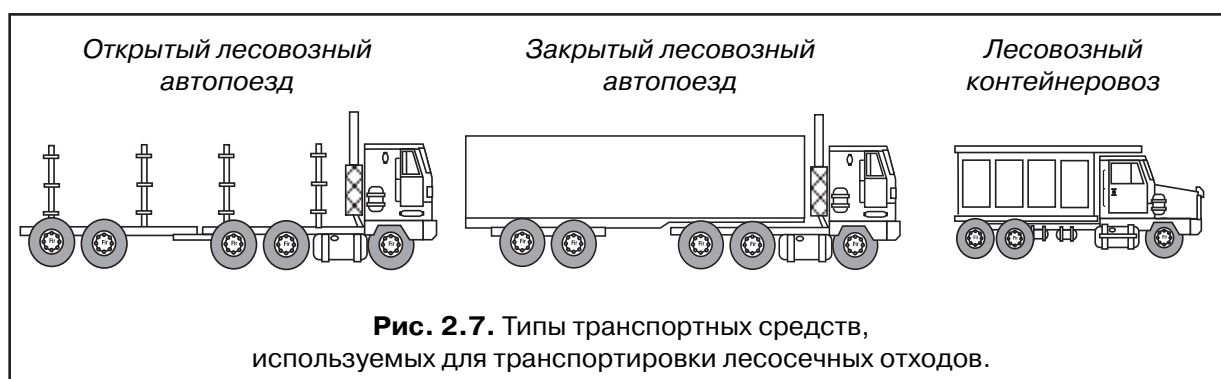 Открытый лесовозный
автопоезд
Закрытый лесовозный
автопоезд
Лесовозный
контейнеровоз
Рис. 2.7. Типы транспортных средств,
используемых для транспортировки лесосечных отходов.